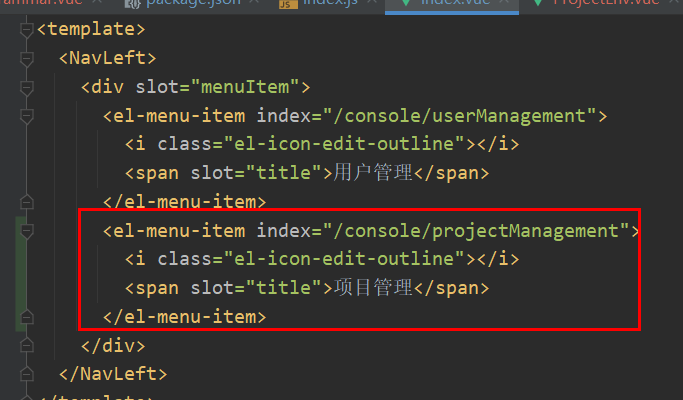 ammar.vue package.json index.js index.vue ProjectEnv.vue
<template>
<NavLeft>
<div slot="menuItem">
<el-menu-item index="/console/userManagement">
<i class="el-icon-edit-outline"></i>
<span slot="title">用户管理</span>
</el-menu-item>
<el-menu-item index="/console/projectManagement">
<i class="el-icon-edit-outline"></i>
<span slot="title">项目管理</span>
</el-menu-item>
</div>
</NavLeft>
</template>